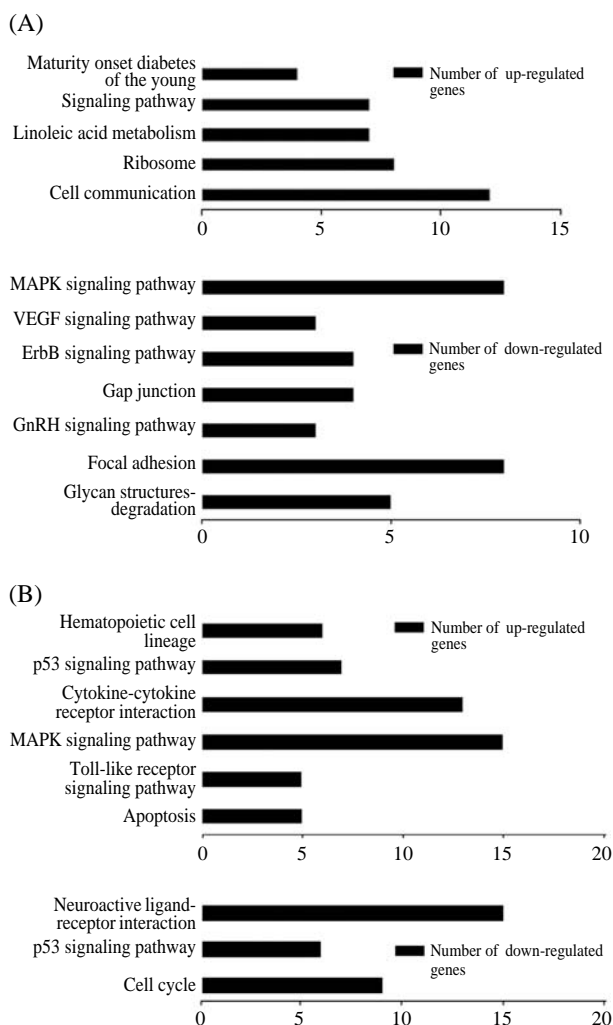 (A)
Maturity onset diabetes
of the young
Number of up-regulated
genes
Signaling pathway
Linoleic acid metabolism
Ribosome
Cell communication
0 5 10 15
MAPK signaling pathway
VEGF signaling pathway
Number of down-regulated
genes
ErbB signaling pathway
Gap junction
GnRH signaling pathway
Focal adhesion
Glycan structures-
degradation
0 5 10
(B)
Hematopoietic cell
lineage
Number of up-regulated
genes
p53 signaling pathway
Cytokine-cytokine
receptor interaction
MAPK signaling pathway
Toll-like receptor
signaling pathway
Apoptosis
0 5 10 15 20
Neuroactive ligand-
receptor interaction
p53 signaling pathway
Number of down-regulated
genes
Cell cycle
0 5 10 15 20